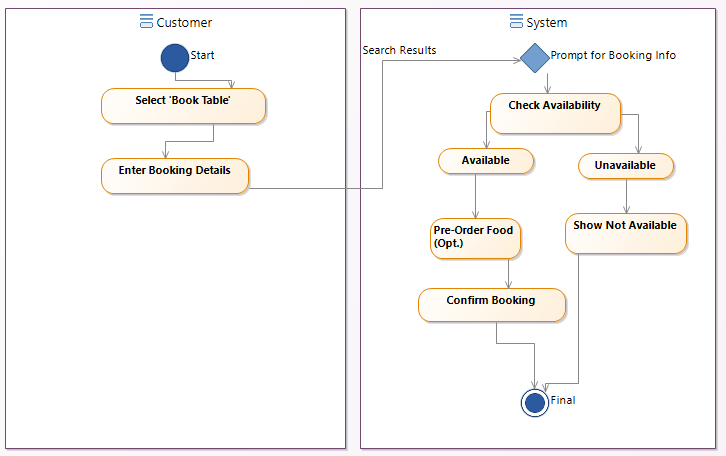 Customer
System
Start
Search Results
Prompt for Booking Info
Select 'Book Table'
Check Availability
Enter Booking Details
Available
Unavailable
Pre-Order Food
(Opt.)
Show Not Available
Confirm Booking
Final